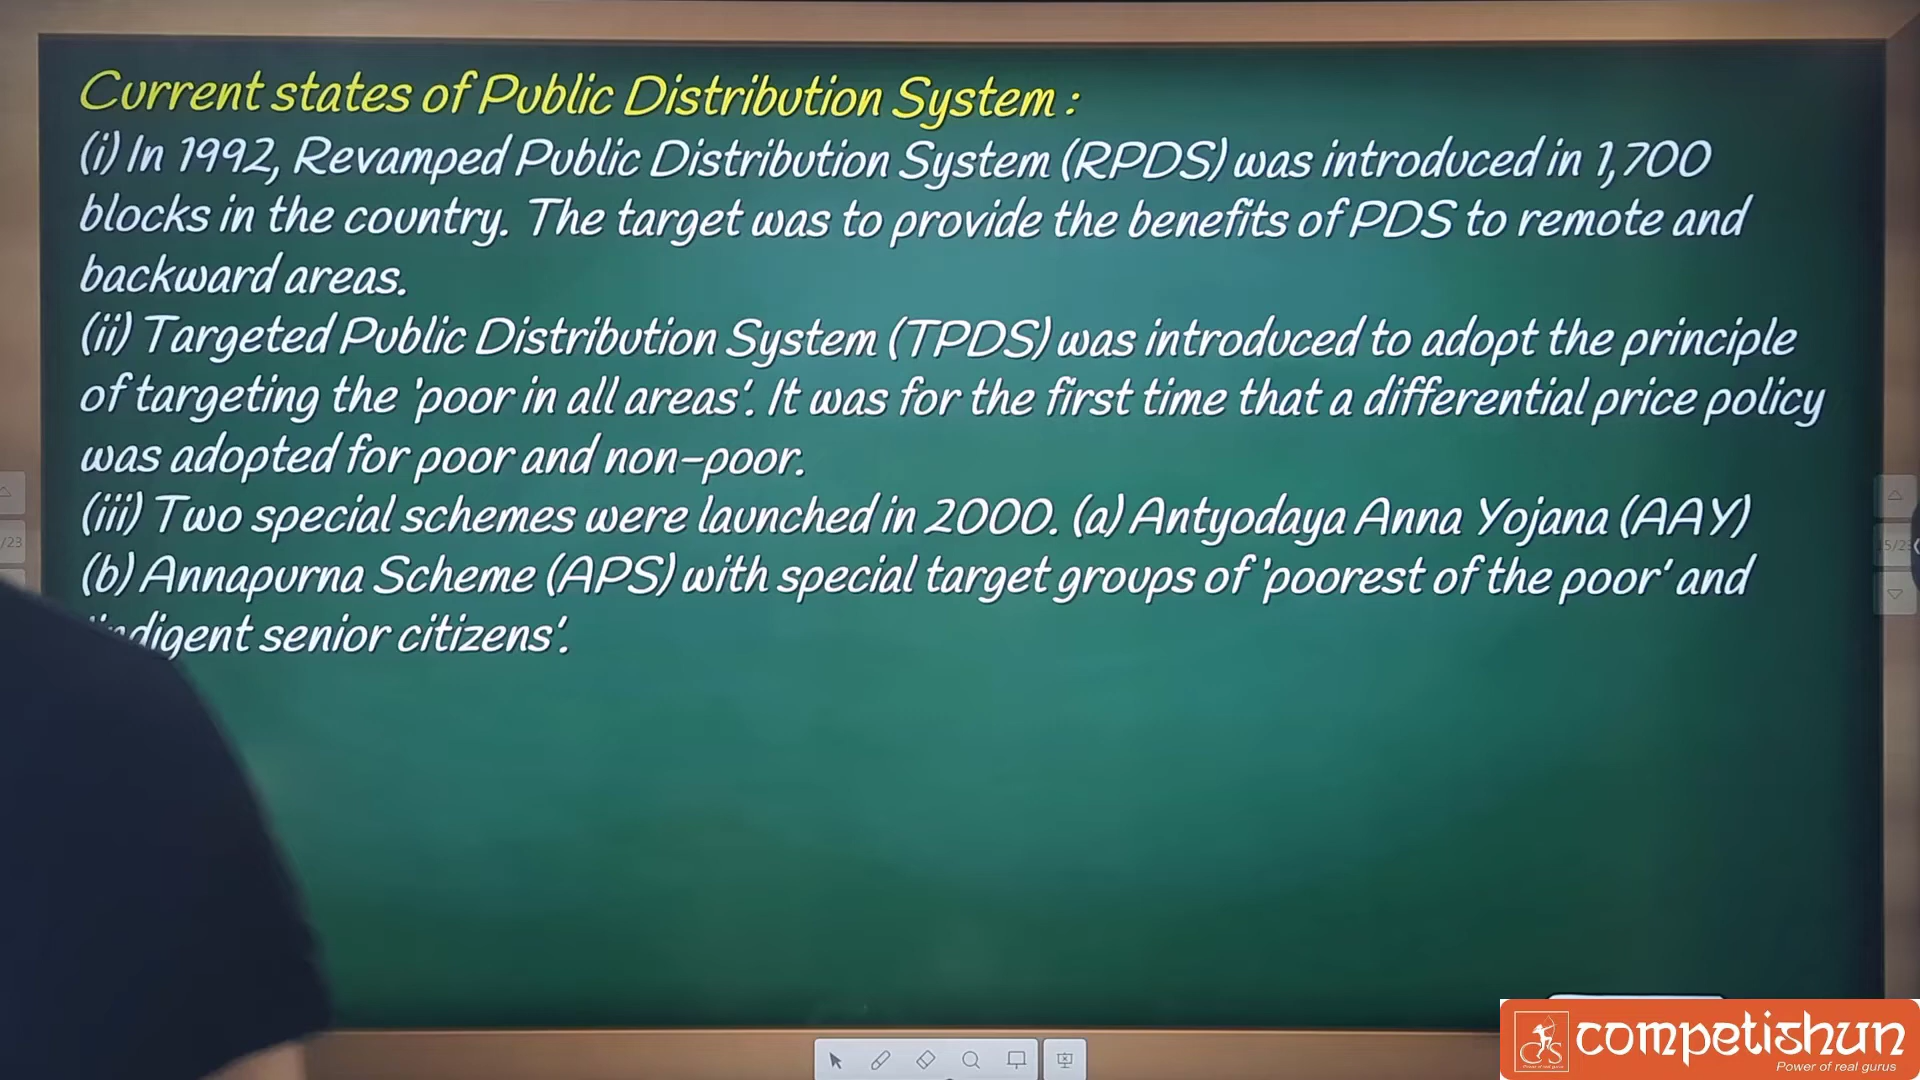 Current states of Public Distribution System :
(i) In 1992, Revamped Public Distribution System (RPDS) was introduced in 1,700
blocks in the country. The target was to provide the benefits of PDS to remote and
backward areas.
(ii) Targeted Public Distribution System (TPDS) was introduced to adopt the principle
of targeting the 'poor in all areas'. It was for the first time that a differential price policy
was adopted for poor and non-poor.
(iii) Two special schemes were launched in 2000. (a) Antyodaya Anna Yojana (AAY)
(b) Annapurna Scheme (APS) with special target groups of 'poorest of the poor' and
'indigent senior citizens'.
/23
15/23
competishun
Power of real gurus